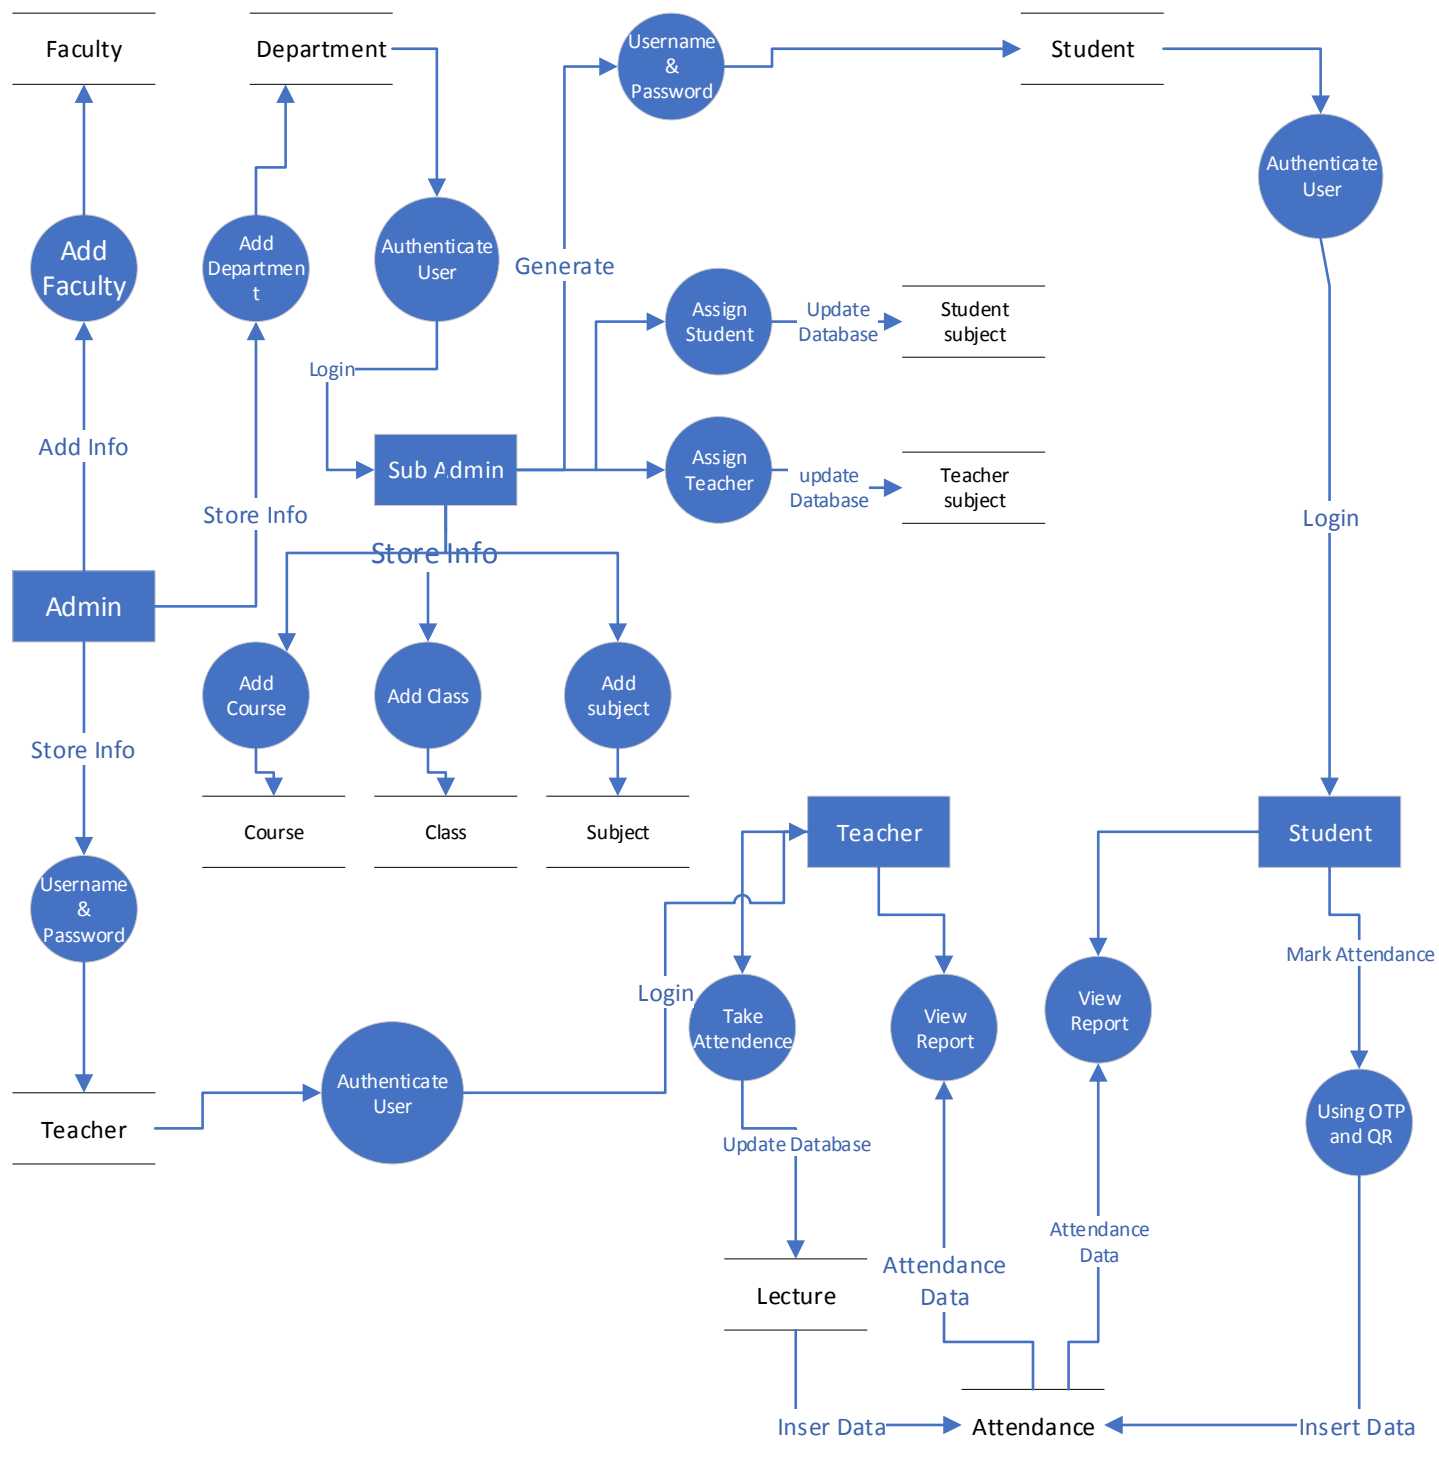 Faculty
Department
Username
&
Password
Student
Authenticate
User
Add
Faculty
Add
Departmen
t
Authenticate
User
Generate
Assign
Student
Update
Database
Student
subject
Login
Add Info
Sub Admin
Assign
Teacher
update
Database
Teacher
subject
Store Info
Login
Store Info
Admin
Add
Course
Add Class
Add
subject
Store Info
Course
Class
Subject
Teacher
Student
Username
&
Password
Mark Attendance
Login
Take
Attendence
View
Report
View
Report
Authenticate
User
Using OTP
and QR
Teacher
Update Database
Attendance
Data
Attendance
Data
Lecture
Inser Data
Attendance
Insert Data